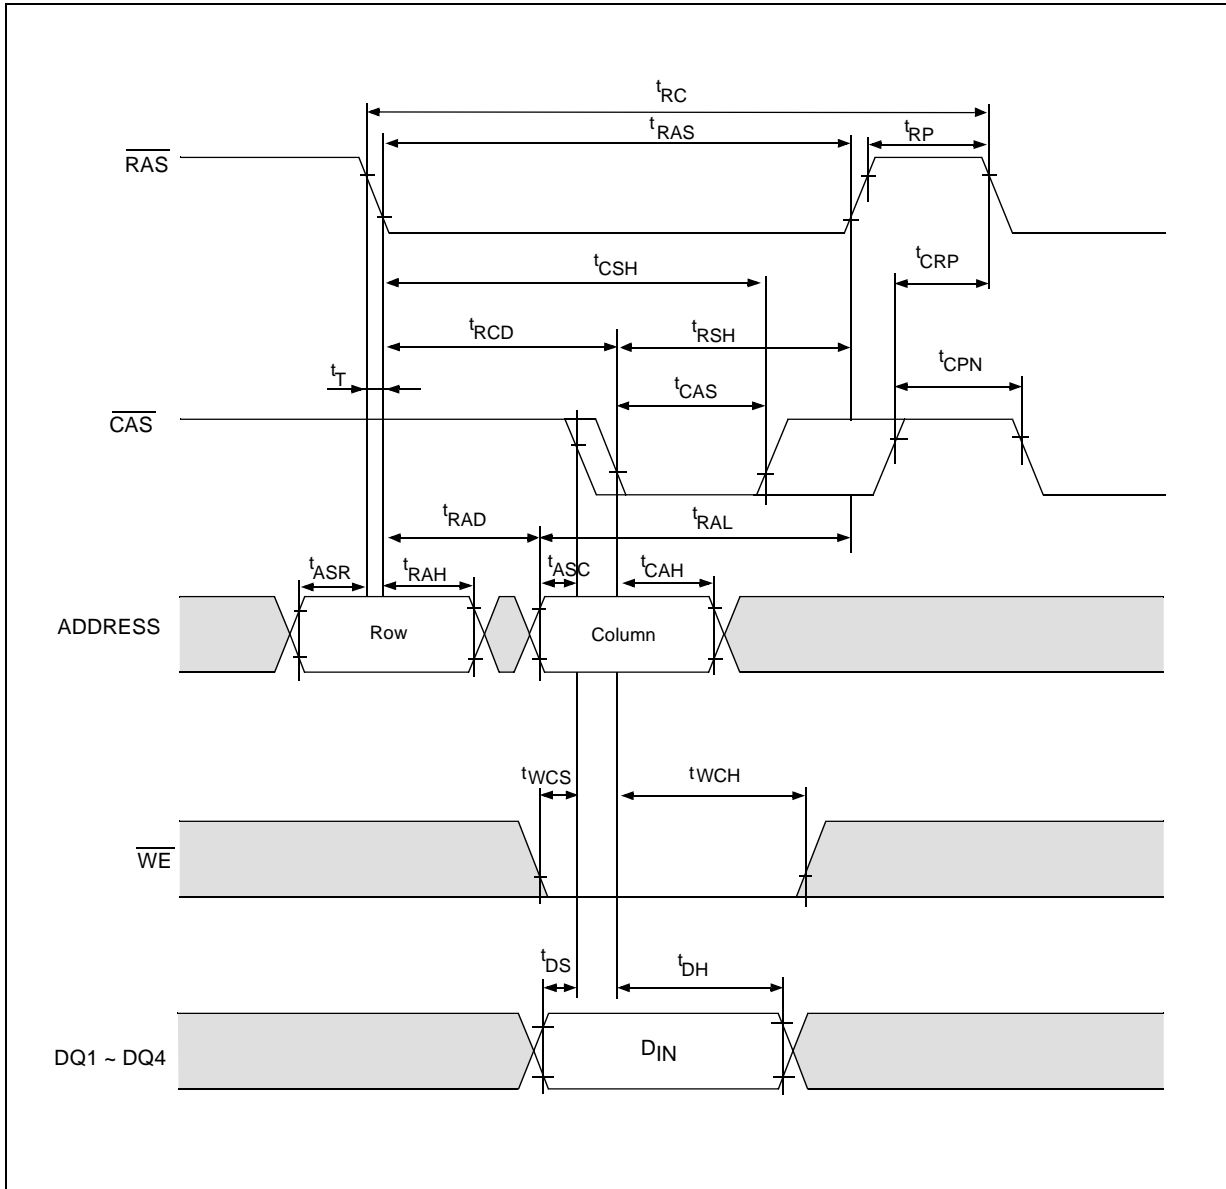 tRC
tRAS
tRP
RAS
tCSH
tCRP
tRCD
tRSH
tCPN
tT
tCAS
CAS
tRAD
tRAL
tASR
tRAH
tASC
tCAH
ADDRESS
Row
Column
tWCS
tWCH
WE
tDS
tDH
DQ1 ~ DQ4
DIN